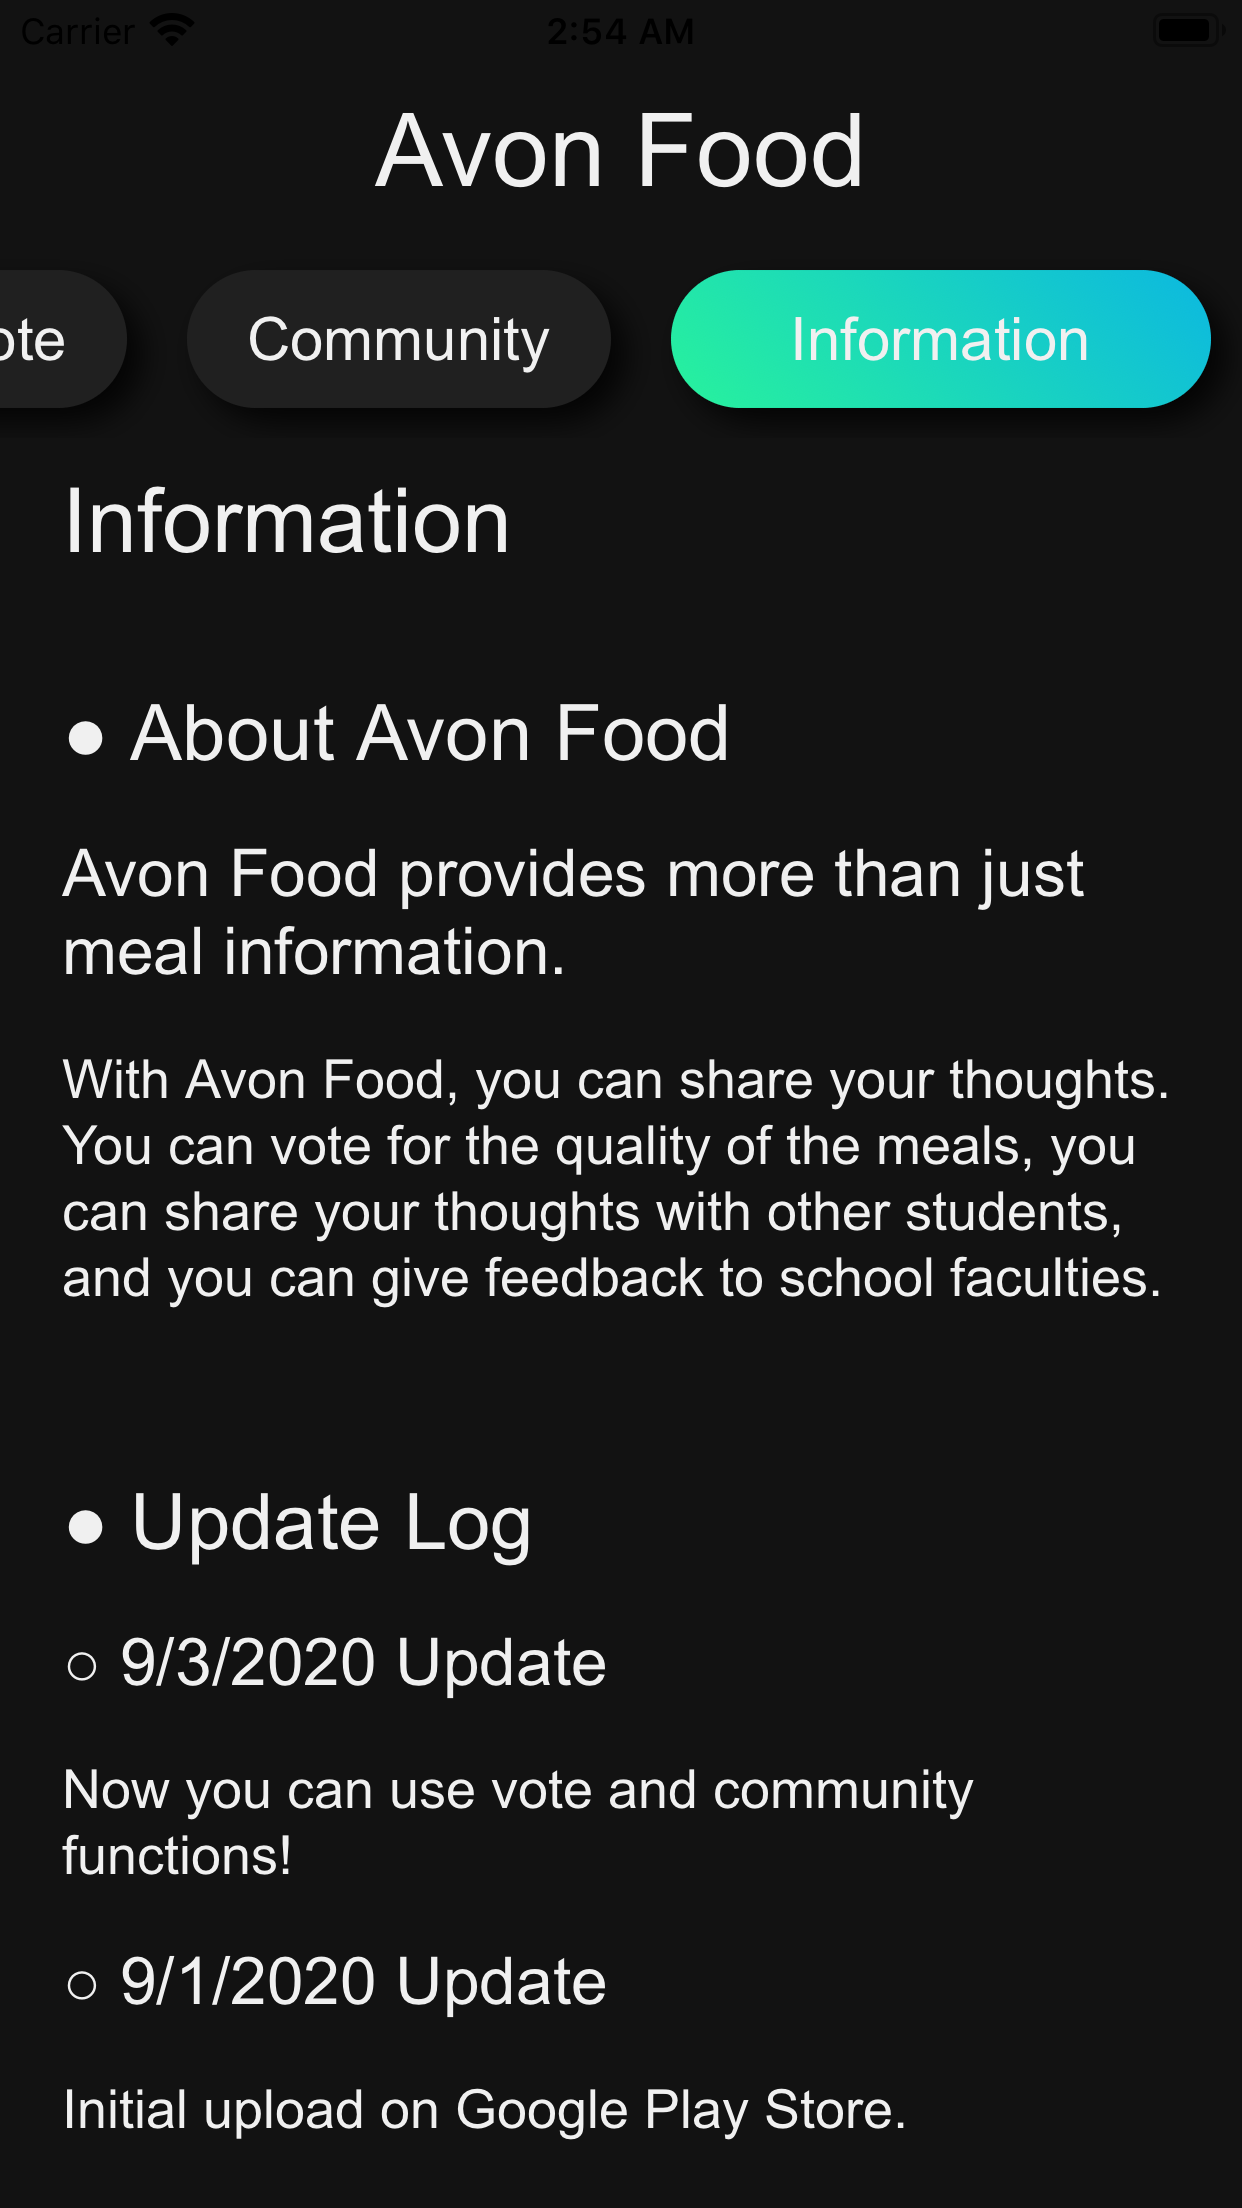 Carrier 2:54 AM
Avon Food
ote Community Information
Information
● About Avon Food
Avon Food provides more than just
meal information.
With Avon Food, you can share your thoughts.
You can vote for the quality of the meals, you
can share your thoughts with other students,
and you can give feedback to school faculties.
● Update Log
○ 9/3/2020 Update
Now you can use vote and community
functions!
○ 9/1/2020 Update
Initial upload on Google Play Store.